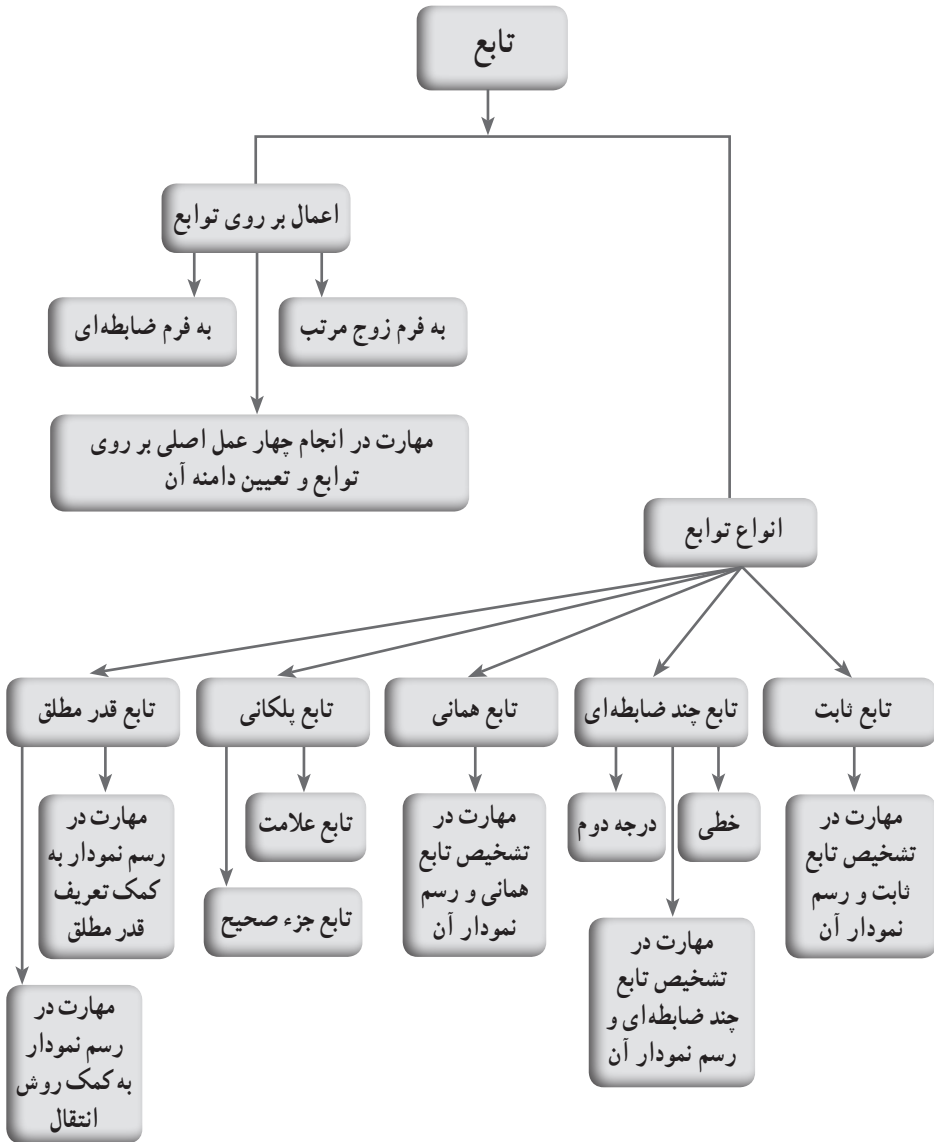 تابع
اعمال بر روی توابع
به فرم زوج مرتب
به فرم ضابطه‌ای
مهارت در انجام چهار عمل اصلی بر روی
توابع و تعیین دامنه آن
انواع توابع
تابع ثابت
مهارت در
تشخیص تابع
ثابت و رسم
نمودار آن
تابع چند ضابطه‌ای
خطی
درجه دوم
مهارت در
تشخیص تابع
چند ضابطه‌ای و
رسم نمودار آن
تابع همانی
مهارت در
تشخیص تابع
همانی و رسم
نمودار آن
تابع پلکانی
تابع علامت
تابع جزء صحیح
تابع قدر مطلق
مهارت در
رسم نمودار به
کمک تعریف
قدر مطلق
مهارت در
رسم نمودار
به کمک روش
انتقال